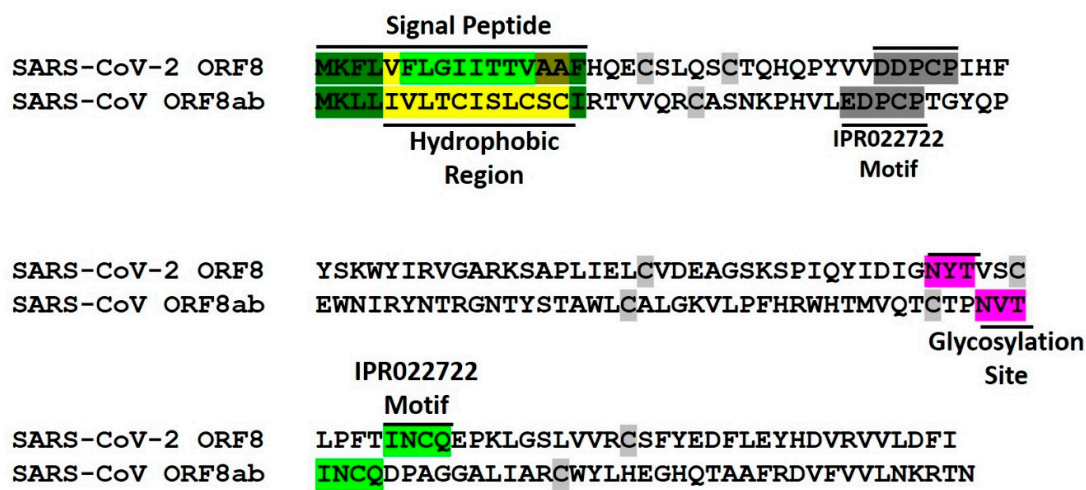 Signal Peptide
SARS-CoV-2 ORF8 MKFLVFLGIITTVAAFHQECSLQSCTQHQPYVVDDPCPIHF
SARS-CoV ORF8ab MKLLIVLTCISLCSCIRTVVQRCASNKPHVLEDPCPTGYQP
Hydrophobic
Region
IPR022722
Motif
SARS-CoV-2 ORF8 YSKWYIRVGARKSAPLIELCVDEAGSKSPIQYIDIGNYTVSC
SARS-CoV ORF8ab EWNIRYNTRGNTYSTAWLCALGKVLPFHRWHTMVQTCTPNVT
Glycosylation
Site
IPR022722
Motif
SARS-CoV-2 ORF8 LPFTINCQEPKLGSLVVRCSFYEDFLEYHDVRVVLDFI
SARS-CoV ORF8ab INCQDPAGGALIARCWYLHEGHQTAAFRDVFVVLNKRTN